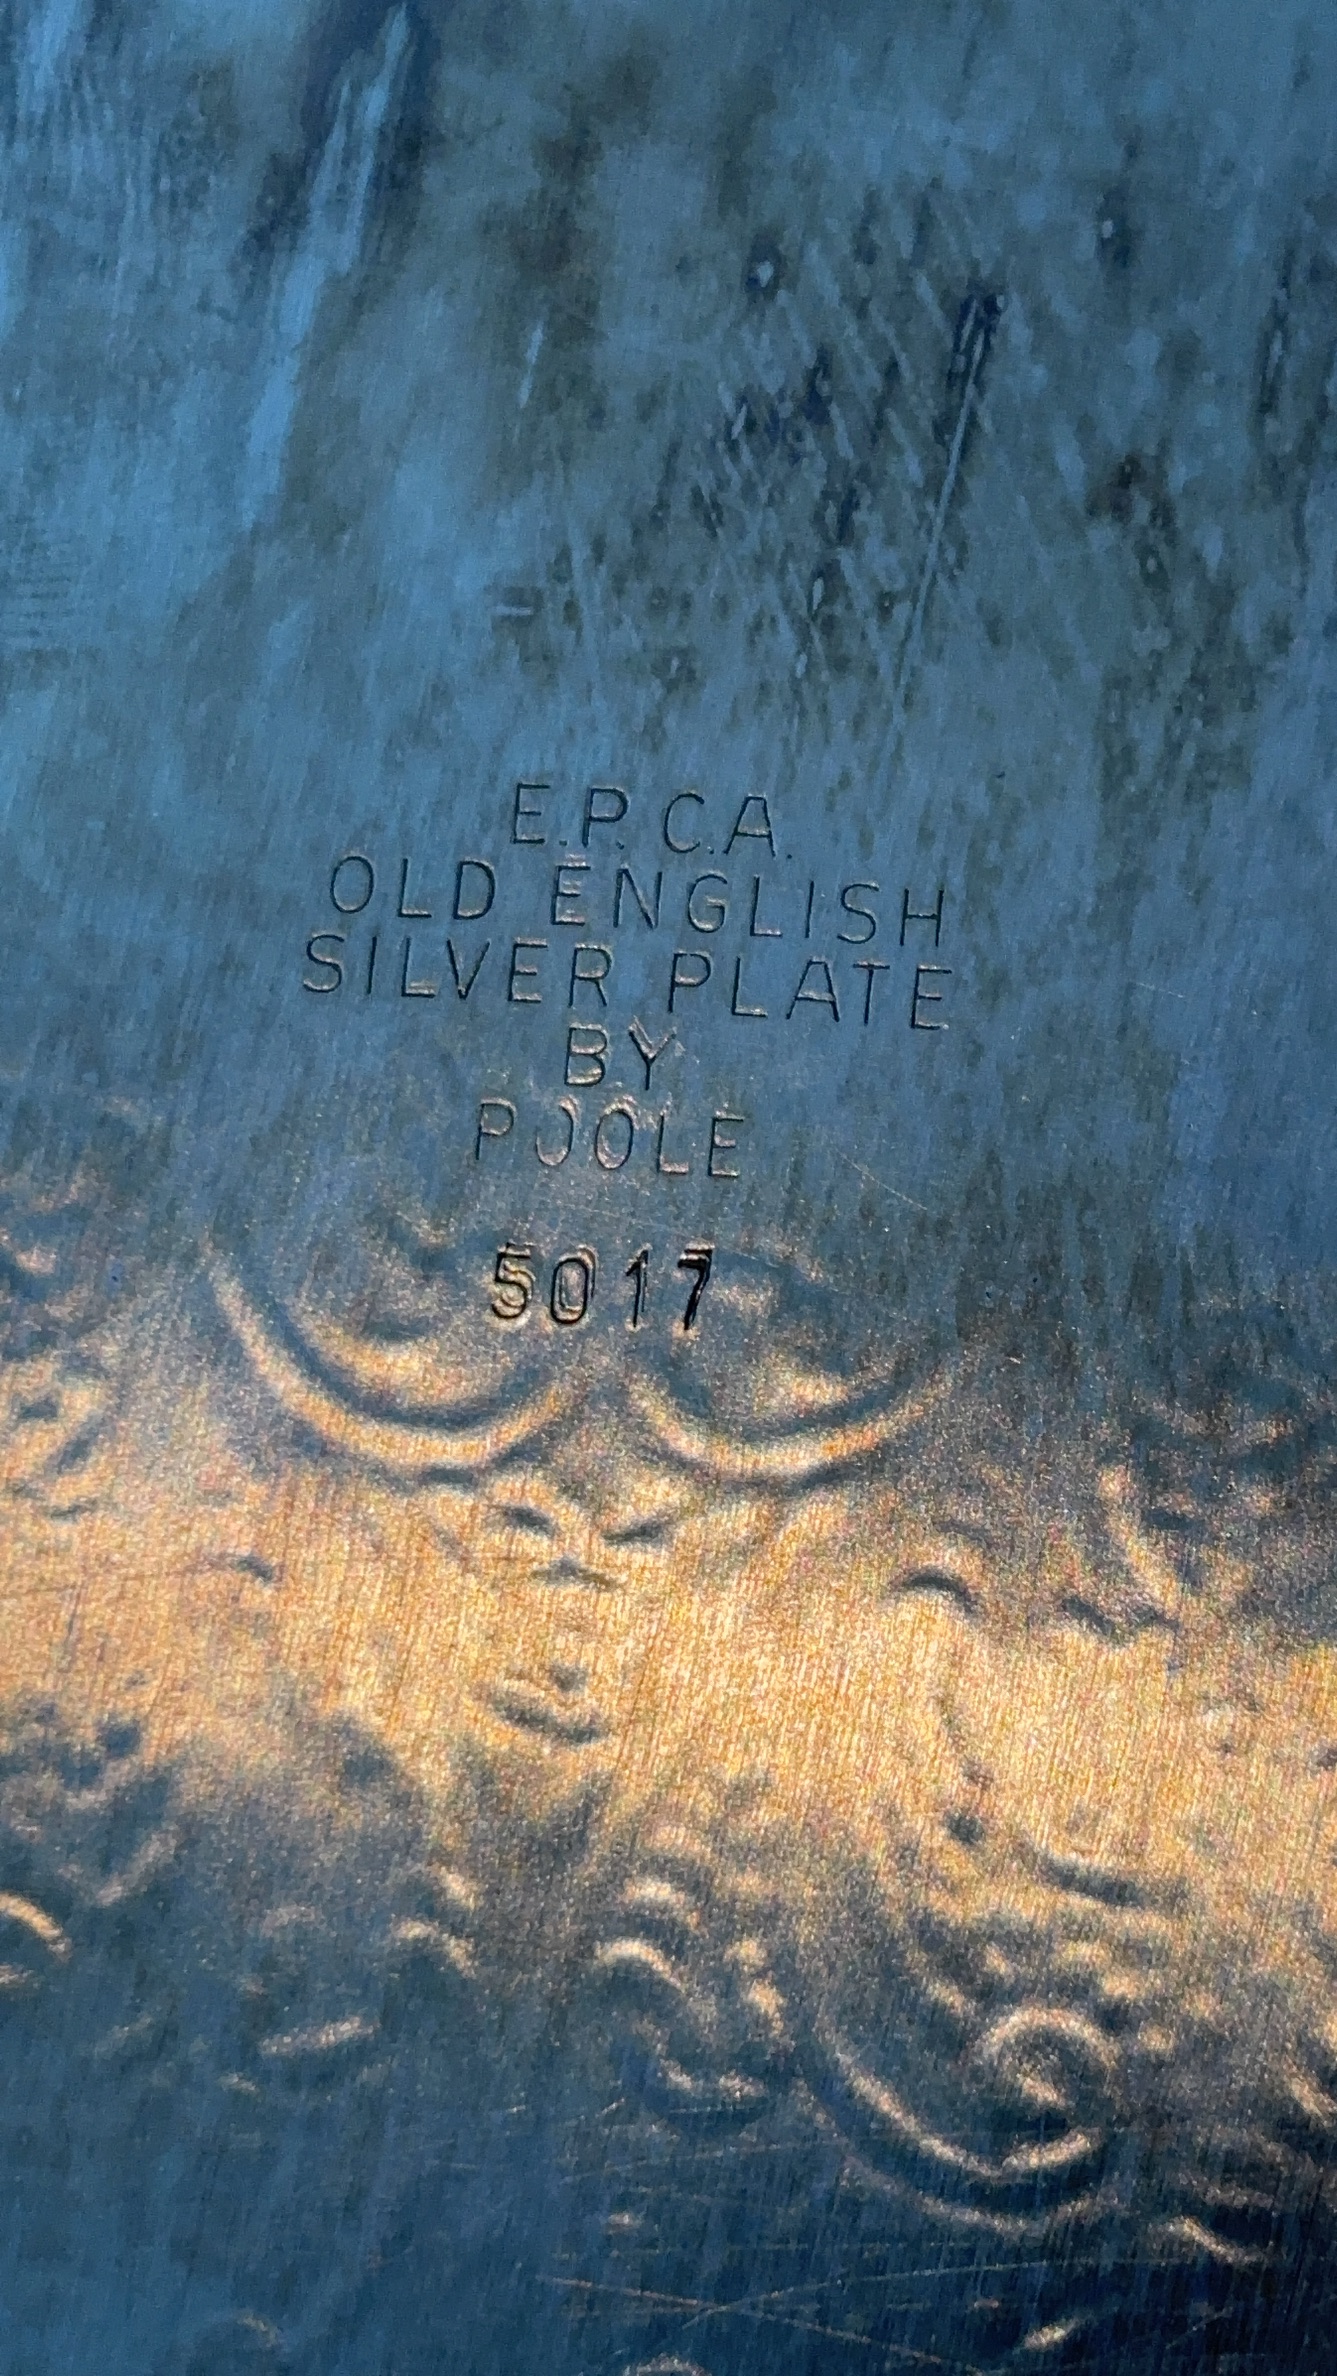 E.P.C.A.
OLD ENGLISH
SILVER PLATE
BY
POOLE
5017